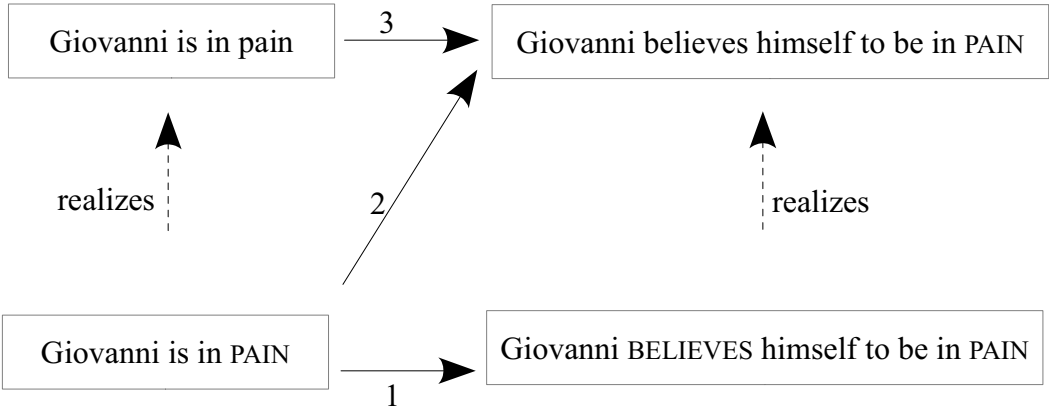 Giovanni is in pain
3
Giovanni believes himself to be in PAIN
realizes
2
realizes
Giovanni is in PAIN
1
Giovanni BELIEVES himself to be in PAIN